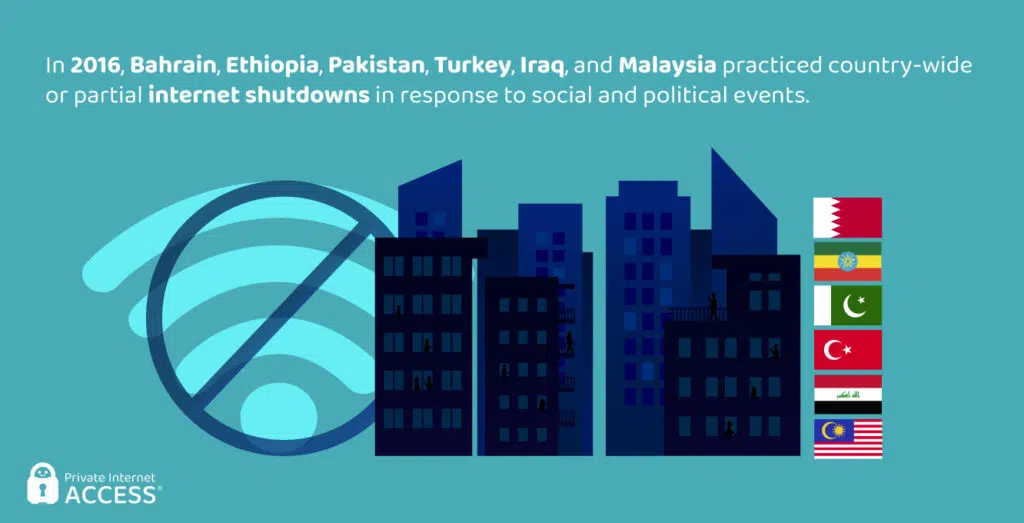 In 2016, Bahrain, Ethiopia, Pakistan, Turkey, Iraq, and Malaysia practiced country-wide
or partial internet shutdowns in response to social and political events.
Private Internet
ACCESS®